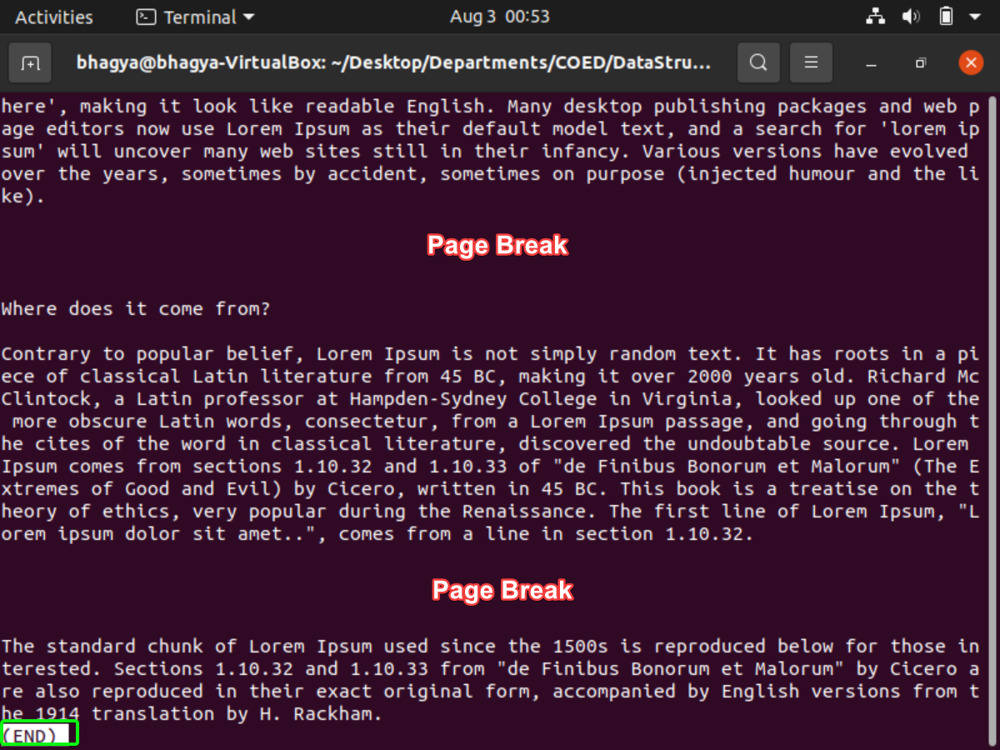 Activities Terminal Aug 3 00:53
bhagya@bhagya-VirtualBox: ~/Desktop/Departments/COED/DataStru...
here', making it look like readable English. Many desktop publishing packages and web p
age editors now use Lorem Ipsum as their default model text, and a search for 'lorem ip
sum' will uncover many web sites still in their infancy. Various versions have evolved
over the years, sometimes by accident, sometimes on purpose (injected humour and the li
ke).
Page Break
Where does it come from?
Contrary to popular belief, Lorem Ipsum is not simply random text. It has roots in a pi
ece of classical Latin literature from 45 BC, making it over 2000 years old. Richard Mc
Clintock, a Latin professor at Hampden-Sydney College in Virginia, looked up one of the
more obscure Latin words, consectetur, from a Lorem Ipsum passage, and going through t
he cites of the word in classical literature, discovered the undoubtable source. Lorem
Ipsum comes from sections 1.10.32 and 1.10.33 of "de Finibus Bonorum et Malorum" (The E
xtremes of Good and Evil) by Cicero, written in 45 BC. This book is a treatise on the t
heory of ethics, very popular during the Renaissance. The first line of Lorem Ipsum, "L
orem ipsum dolor sit amet..", comes from a line in section 1.10.32.
Page Break
The standard chunk of Lorem Ipsum used since the 1500s is reproduced below for those in
terested. Sections 1.10.32 and 1.10.33 from "de Finibus Bonorum et Malorum" by Cicero a
re also reproduced in their exact original form, accompanied by English versions from t
he 1914 translation by H. Rackham.
(END)